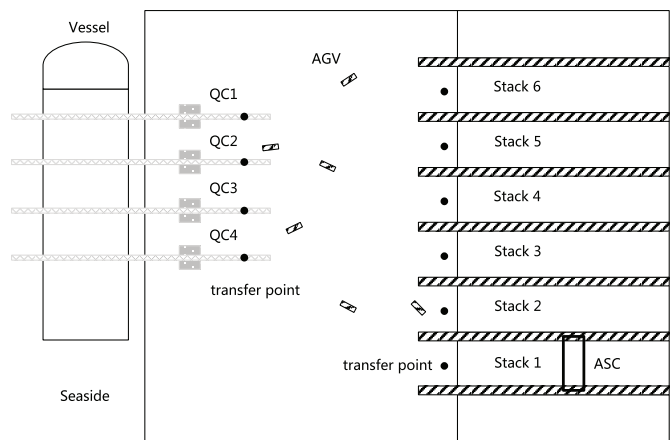 Vessel
AGV
QC1
QC2
QC3
QC4
transfer point
Stack 6
Stack 5
Stack 4
Stack 3
Stack 2
transfer point
Stack 1
ASC
Seaside